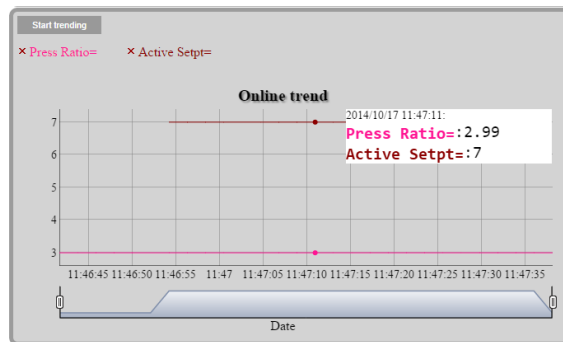 Start trending
× Press Ratio= × Active Setpt=
Online trend
2014/10/17 11:47:11:
Press Ratio=:2.99
Active Setpt=:7
7
6
5
4
3
11:46:45 11:46:50 11:46:55 11:47 11:47:05 11:47:10 11:47:15 11:47:20 11:47:25 11:47:30 11:47:35
Date